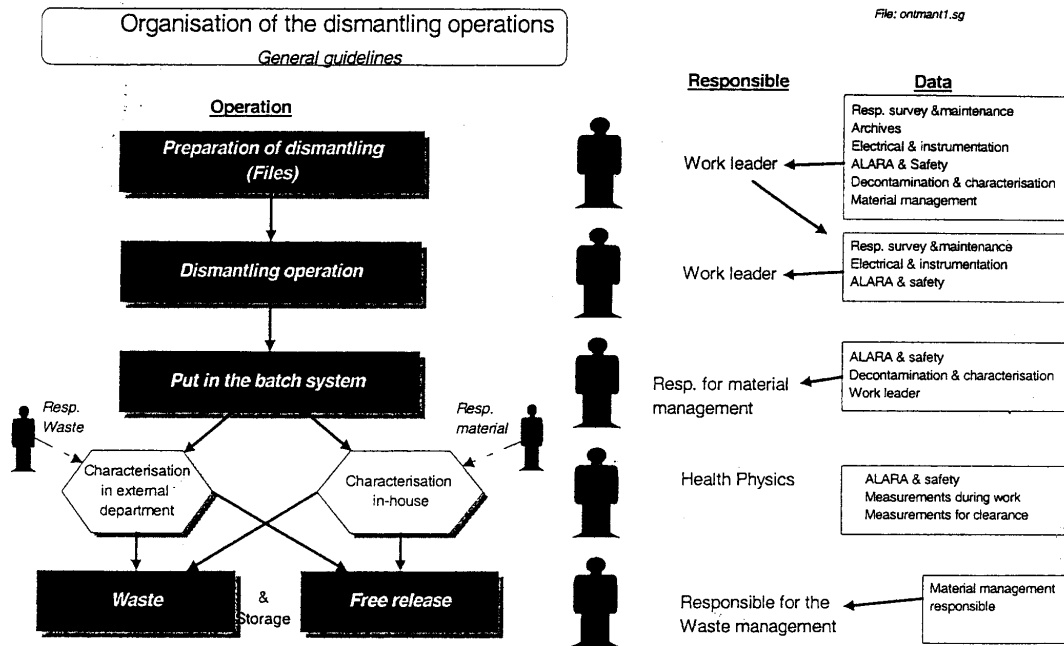 Organisation of the dismantling operations
General guidelines
File: ontmant1.sg
Operation
Responsible
Data
Preparation of dismantling
(Files)
Work leader
Resp. survey &maintenance
Archives
Electrical & instrumentation
ALARA & Safety
Decontamination & characterisation
Material management
Dismantling operation
Work leader
Resp. survey &maintenance
Electrical & instrumentation
ALARA & safety
Put in the batch system
Resp. for material
management
ALARA & safety
Decontamination & characterisation
Work leader
Resp.
Waste
Resp.
material
Characterisation
in external
department
Characterisation
in-house
Health Physics
ALARA & safety
Measurements during work
Measurements for clearance
Waste
&
Storage
Free release
Responsible for the
Waste management
Material management
responsible